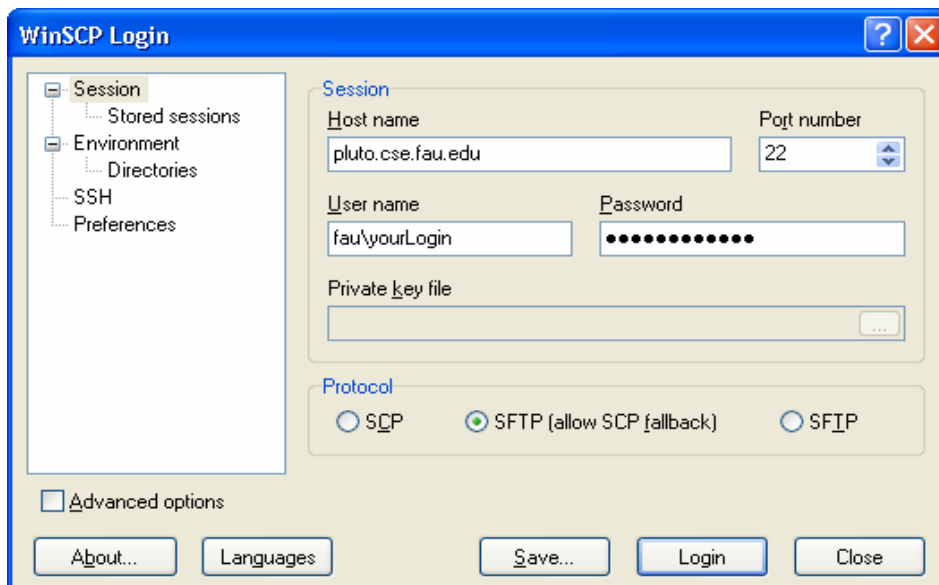 WinSCP Login
Session
Stored sessions
Environment
Directories
SSH
Preferences
Session
Host name
Port number
pluto.cse.fau.edu
22
User name
Password
fau\yourLogin
●●●●●●●●●●●●
Private key file
...
Protocol
SCP
SFTP (allow SCP fallback)
SFTP
Advanced options
About...
Languages
Save...
Login
Close